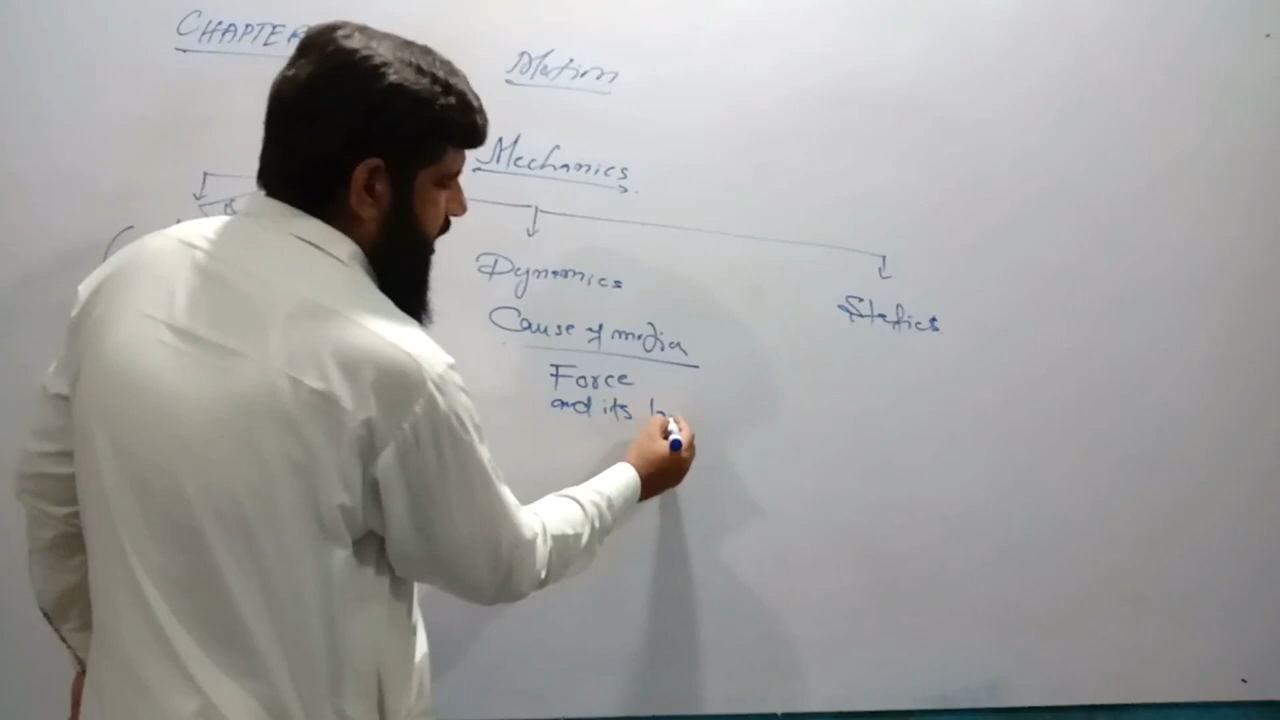 CHAPTER
Motion
Mechanics
Dynamics
Statics
Cause of motion
Force
and its